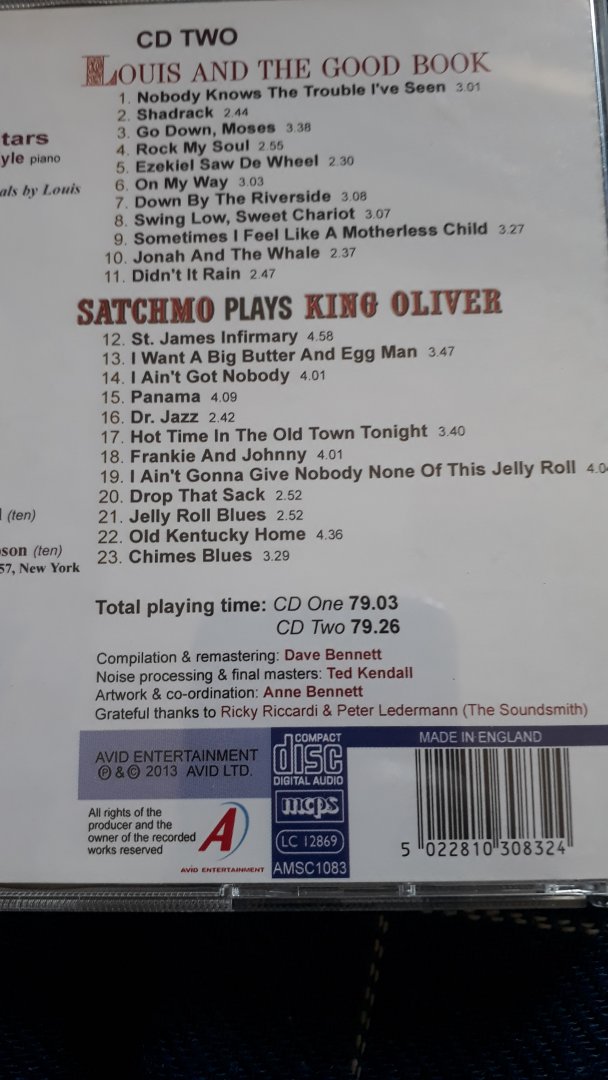 CD TWO
LOUIS AND THE GOOD BOOK
1. Nobody Knows The Trouble I've Seen 3.01
2. Shadrack 2.44
3. Go Down, Moses 3.38
4. Rock My Soul 2.55
5. Ezekiel Saw De Wheel 2.30
6. On My Way 3.03
7. Down By The Riverside 3.08
8. Swing Low, Sweet Chariot 3.07
9. Sometimes I Feel Like A Motherless Child 3.27
10. Jonah And The Whale 2.37
11. Didn't It Rain 2.47
tars
yle piano
als by Louis
SATCHMO PLAYS KING OLIVER
12. St. James Infirmary 4.58
13. I Want A Big Butter And Egg Man 3.47
14. I Ain't Got Nobody 4.01
15. Panama 4.09
16. Dr. Jazz 2.42
17. Hot Time In The Old Town Tonight 3.40
18. Frankie And Johnny 4.01
19. I Ain't Gonna Give Nobody None Of This Jelly Roll 4.0
20. Drop That Sack 2.52
21. Jelly Roll Blues 2.52
22. Old Kentucky Home 4.36
23. Chimes Blues 3.29
(ten)
son (ten)
57, New York
Total playing time: CD One 79.03
CD Two 79.26
Compilation & remastering: Dave Bennett
Noise processing & final masters: Ted Kendall
Artwork & co-ordination: Anne Bennett
Grateful thanks to Ricky Riccardi & Peter Ledermann (The Soundsmith)
AVID ENTERTAINMENT
℗ & © 2013 AVID LTD.
All rights of the
producer and the
owner of the recorded
works reserved
A
AVID ENTERTAINMENT
COMPACT
disc
DIGITAL AUDIO
mcps
LC 12869
AMSC1083
MADE IN ENGLAND
5 022810 308324